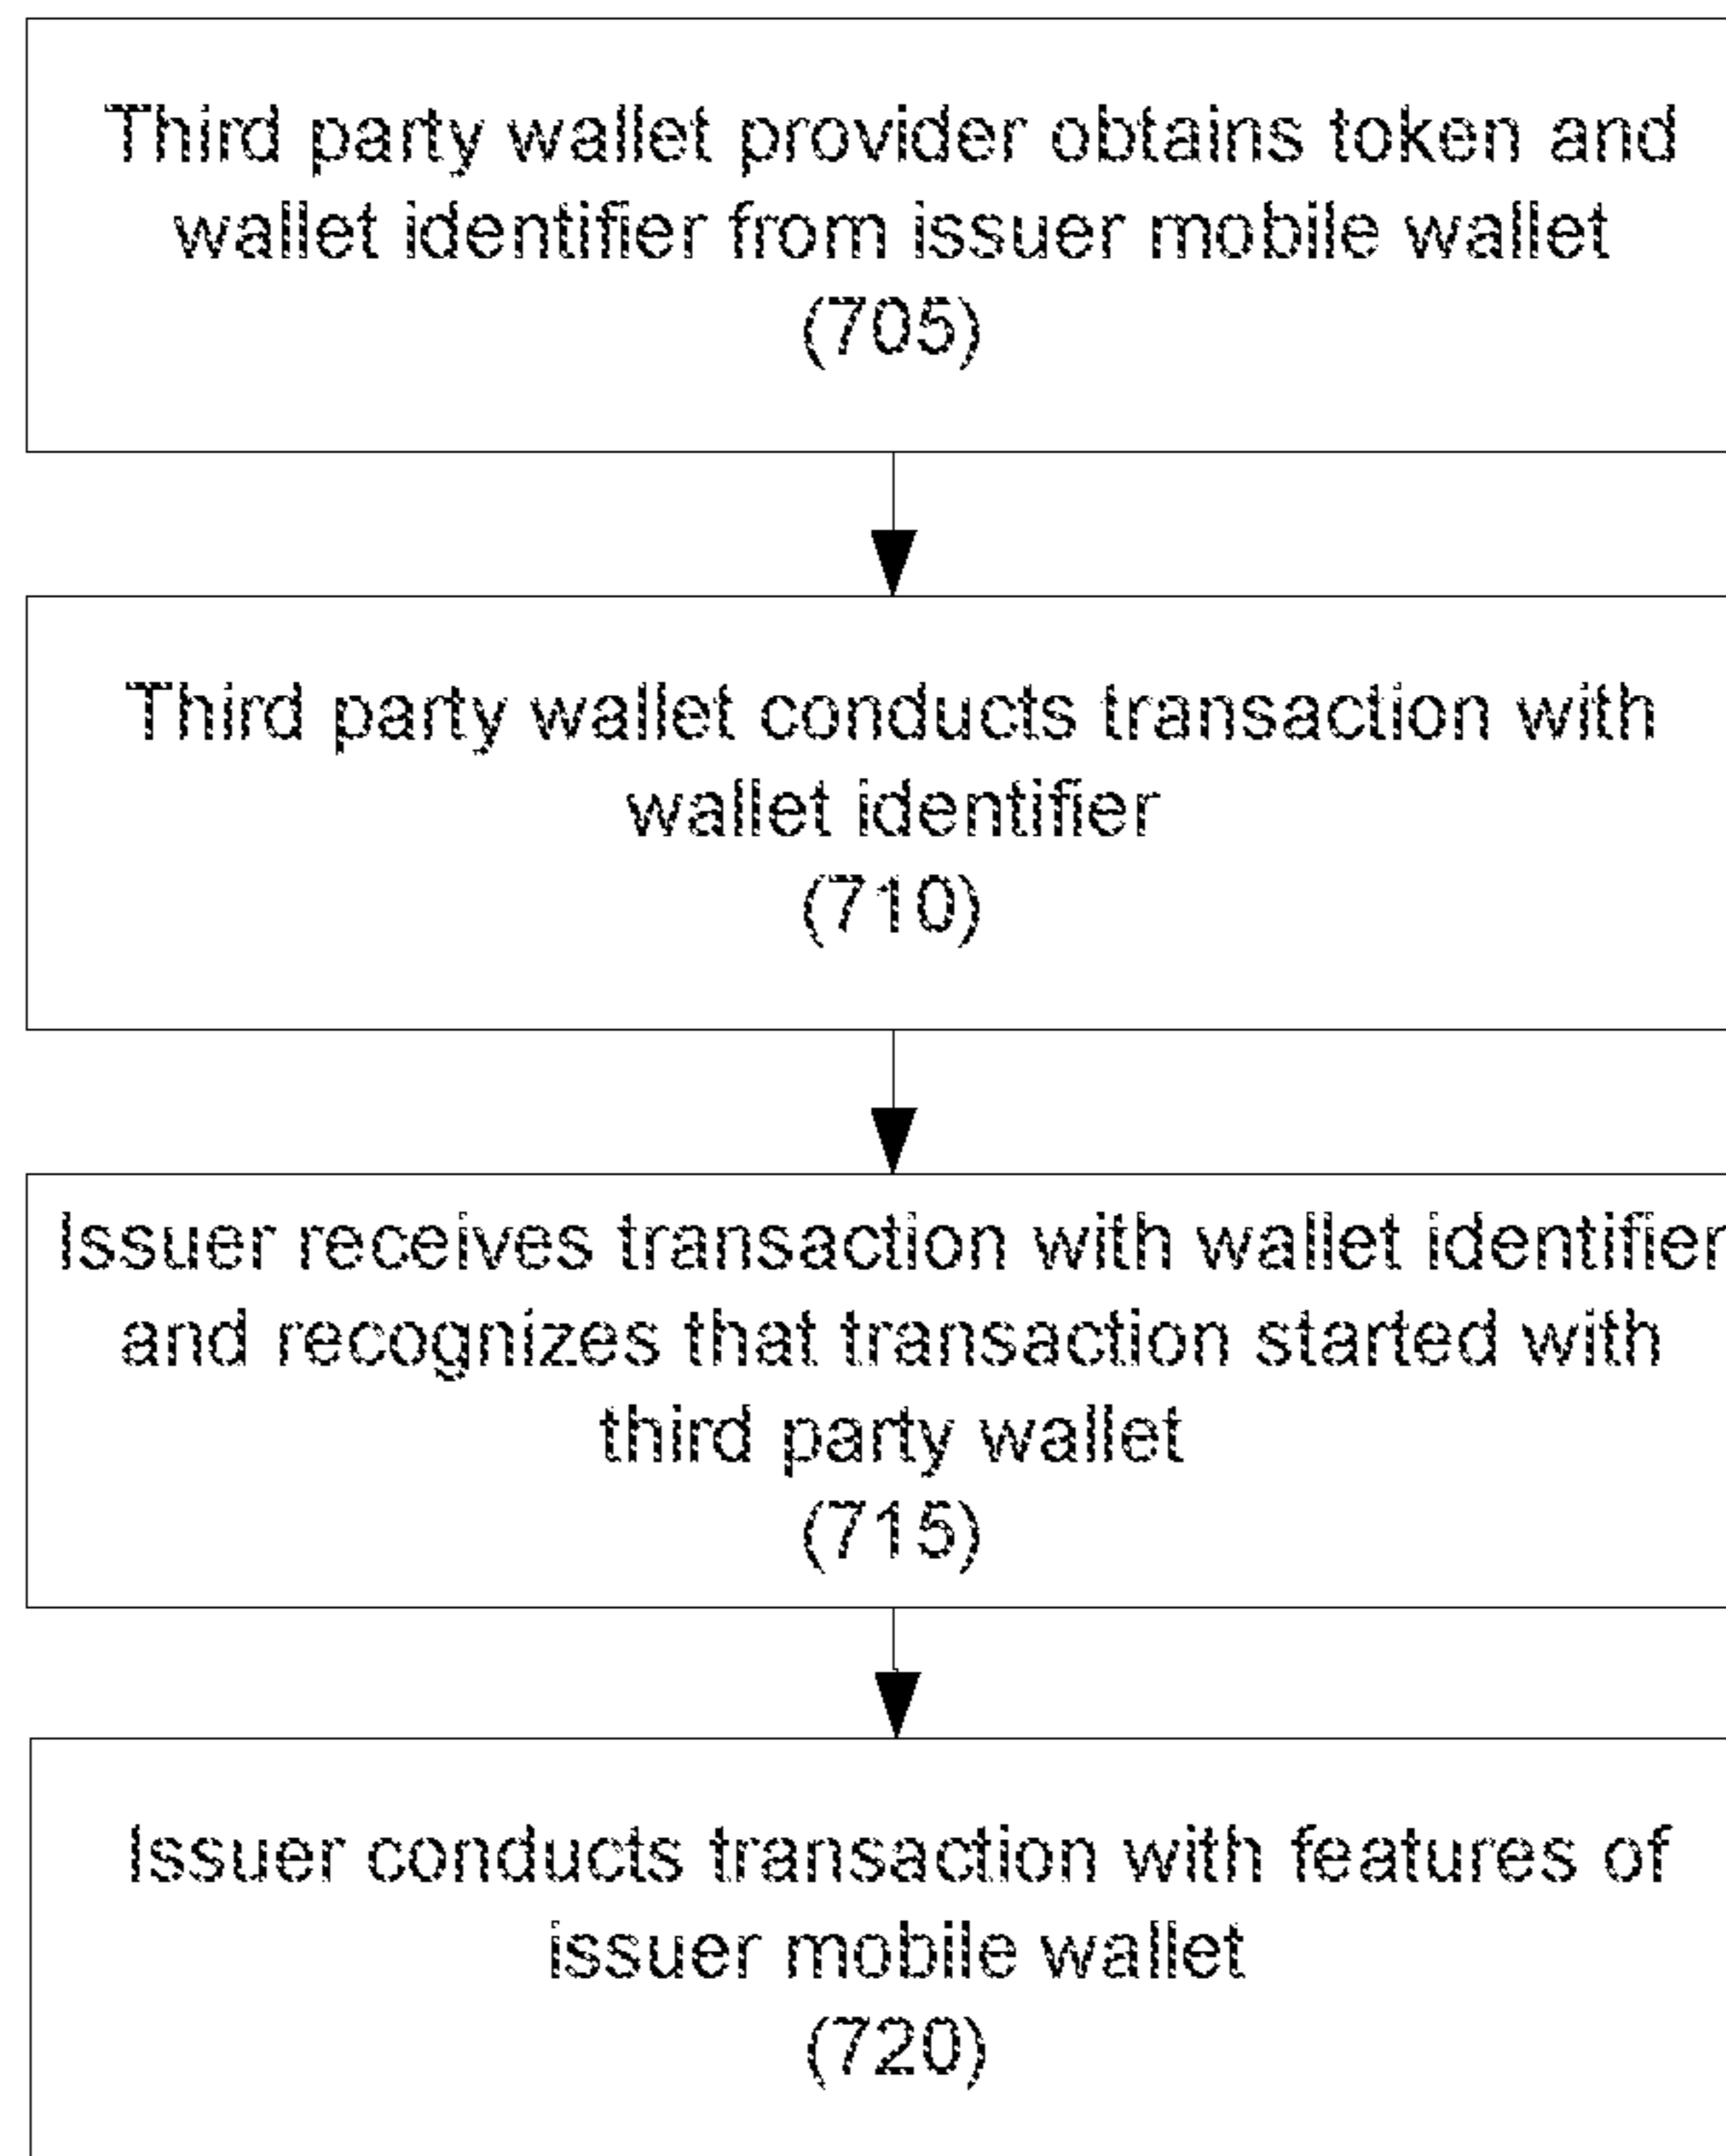 Third party wallet provider obtains token and
wallet identifier from issuer mobile wallet
(705)
Third party wallet conducts transaction with
wallet identifier
(710)
Issuer receives transaction with wallet identifier
and recognizes that transaction started with
third party wallet
(715)
Issuer conducts transaction with features of
issuer mobile wallet
(720)